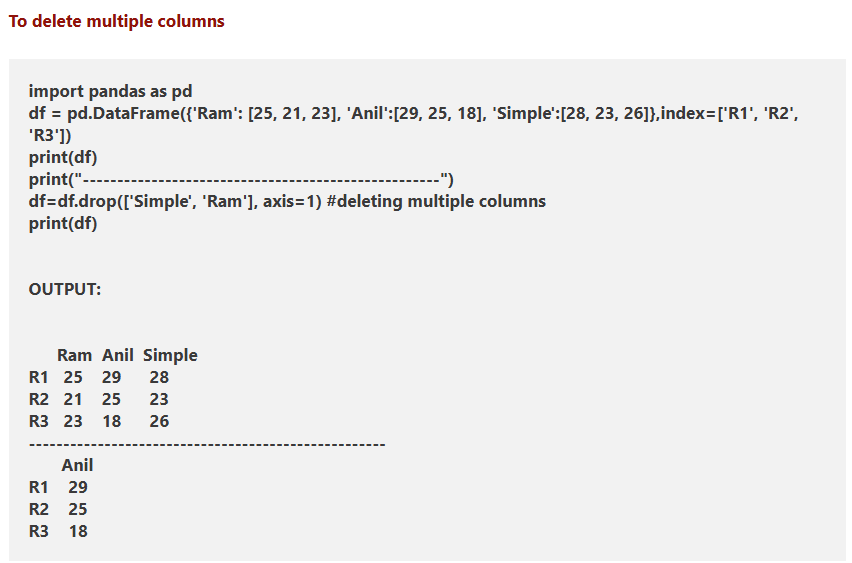 To delete multiple columns
import pandas as pd
df = pd.DataFrame({'Ram': [25, 21, 23], 'Anil':[29, 25, 18], 'Simple':[28, 23, 26]},index=['R1', 'R2',
'R3'])
print(df)
print("----------------------------------------------------")
df=df.drop(['Simple', 'Ram'], axis=1) #deleting multiple columns
print(df)
OUTPUT:
Ram Anil Simple
R1 25 29 28
R2 21 25 23
R3 23 18 26
----------------------------------------------------
Anil
R1 29
R2 25
R3 18